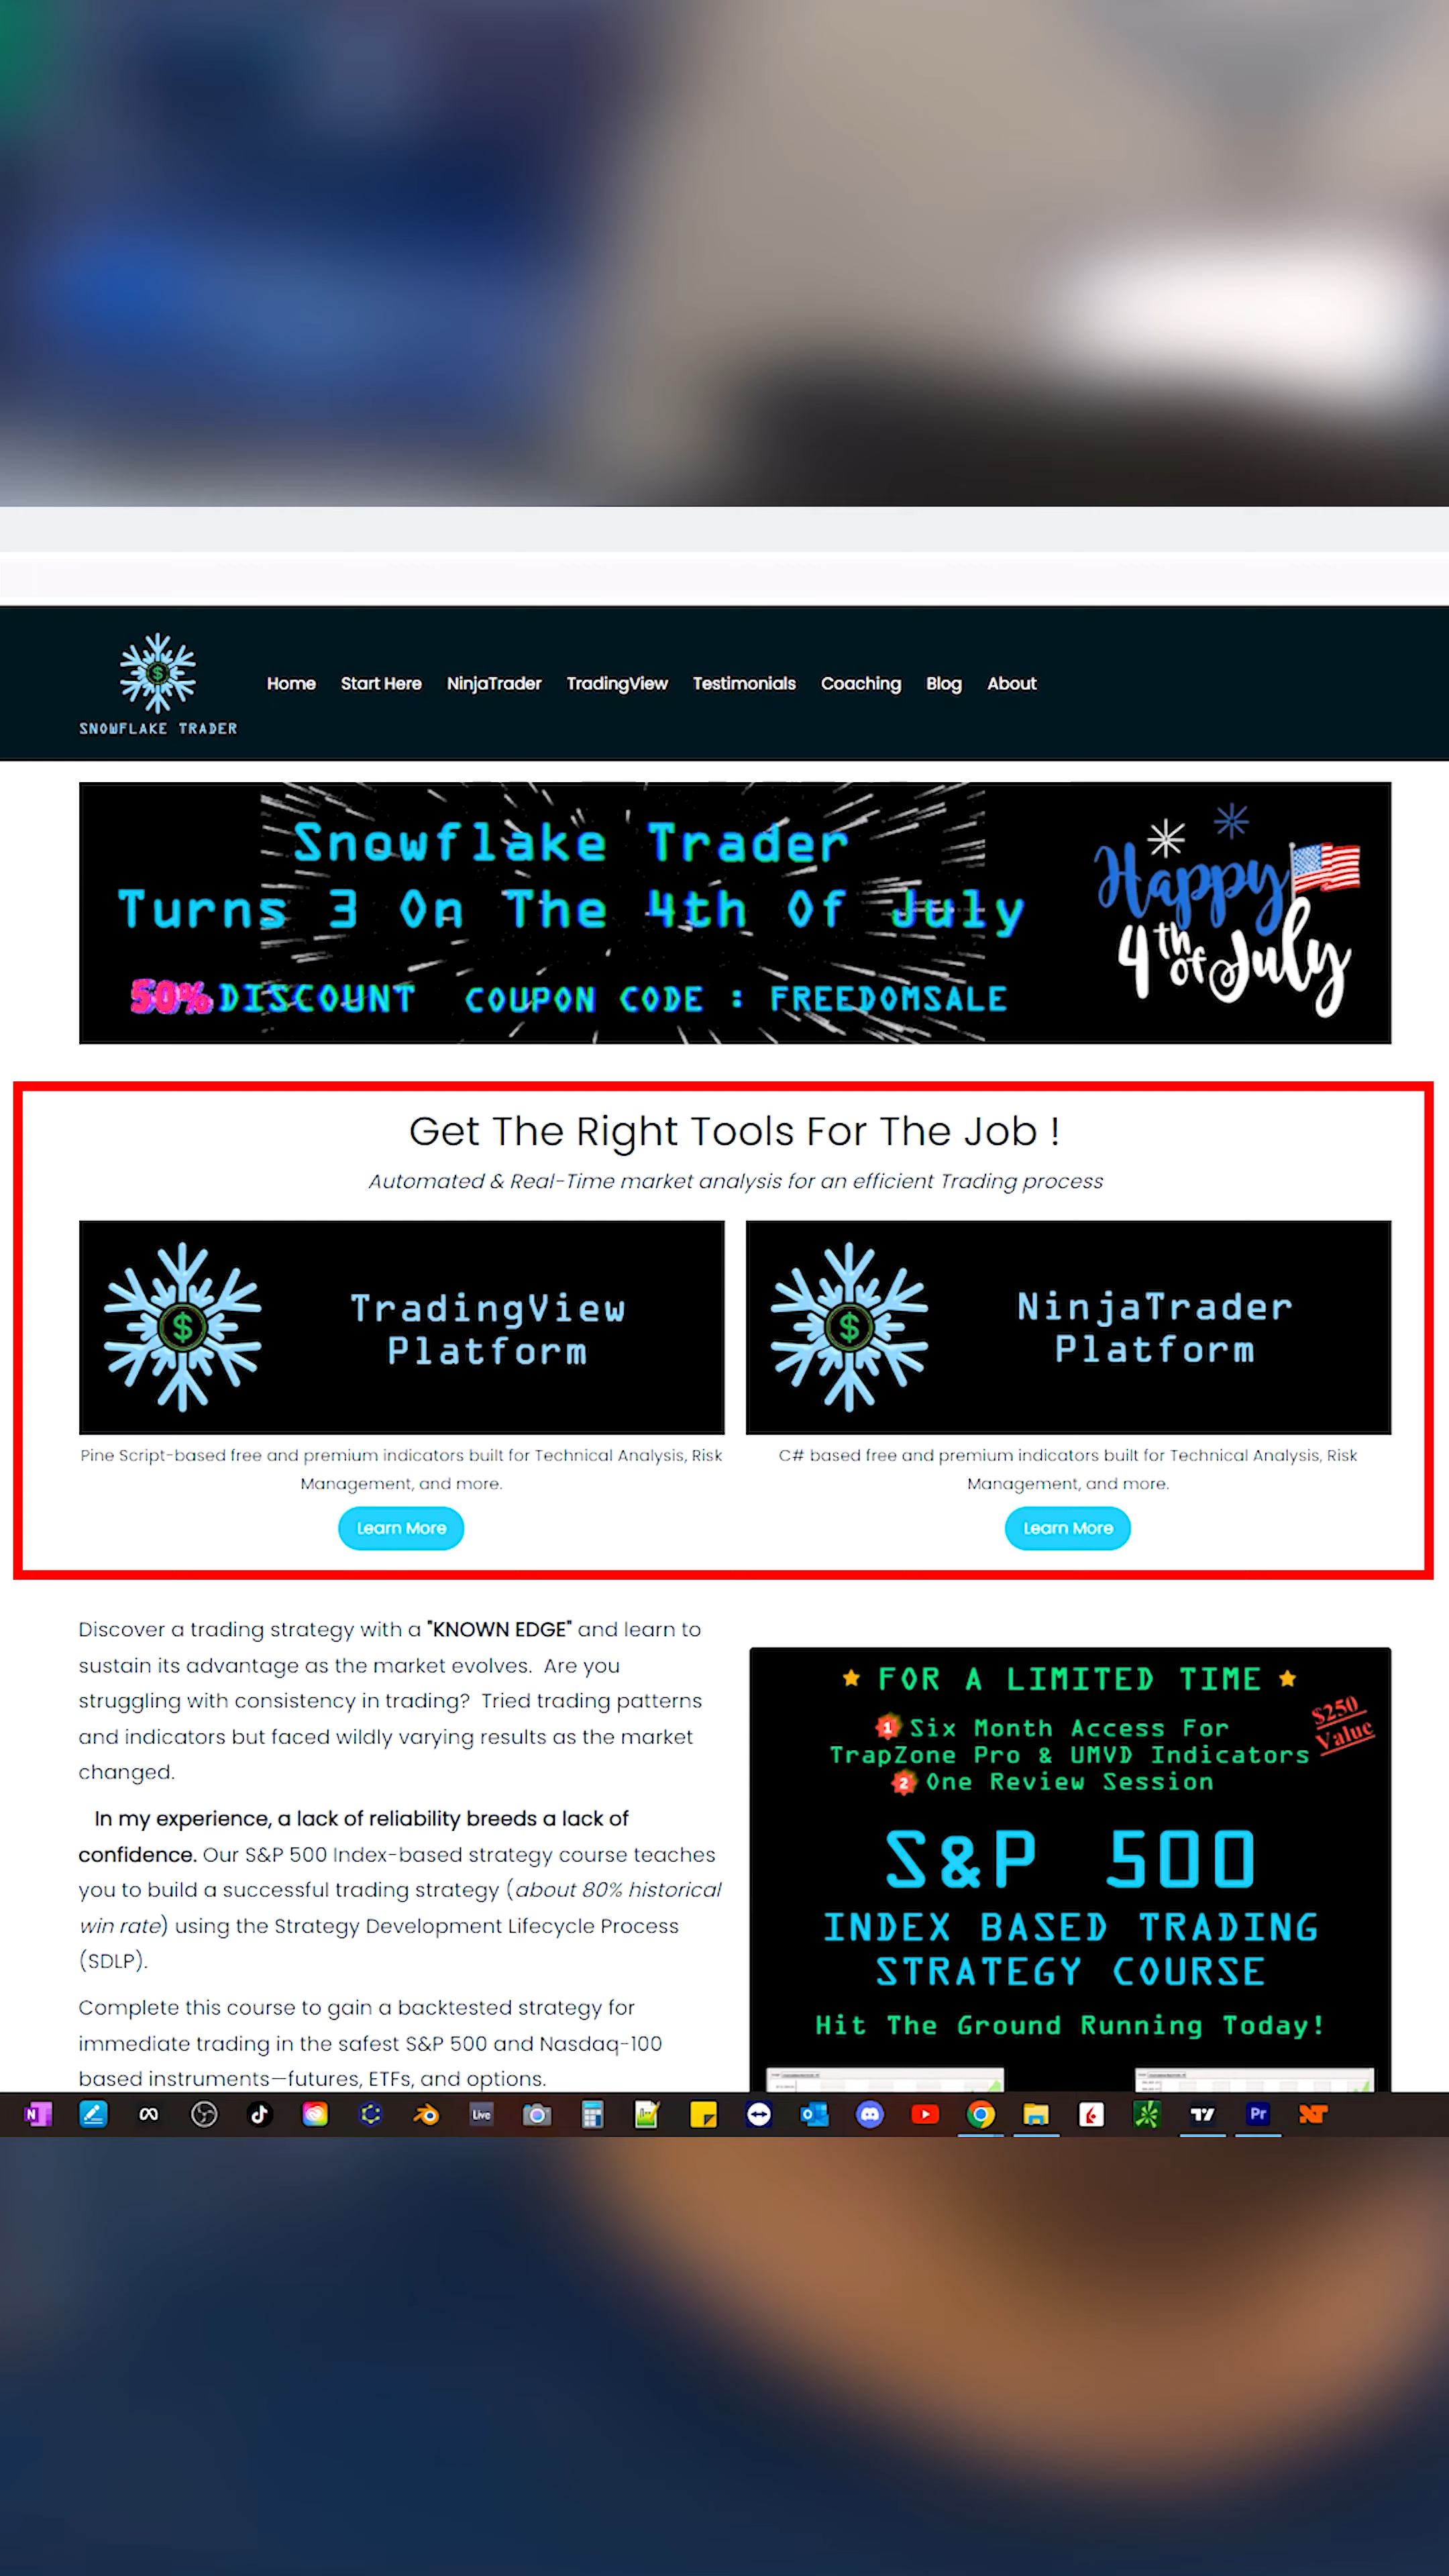 SNOWFLAKE TRADER
Home Start Here NinjaTrader TradingView Testimonials Coaching Blog About
Snowflake Trader
Turns 3 On The 4th Of July
50% DISCOUNT COUPON CODE : FREEDOMSALE
Happy
4th of July
Get The Right Tools For The Job !
Automated & Real-Time market analysis for an efficient Trading process
$
TradingView
Platform
Pine Script-based free and premium indicators built for Technical Analysis, Risk
Management, and more.
Learn More
$
NinjaTrader
Platform
C# based free and premium indicators built for Technical Analysis, Risk
Management, and more.
Learn More
Discover a trading strategy with a "KNOWN EDGE" and learn to
sustain its advantage as the market evolves. Are you
struggling with consistency in trading? Tried trading patterns
and indicators but faced wildly varying results as the market
changed.
In my experience, a lack of reliability breeds a lack of
confidence. Our S&P 500 Index-based strategy course teaches
you to build a successful trading strategy (about 80% historical
win rate) using the Strategy Development Lifecycle Process
(SDLP).
Complete this course to gain a backtested strategy for
immediate trading in the safest S&P 500 and Nasdaq-100
based instruments—futures, ETFs, and options.
FOR A LIMITED TIME
$250
Value
1 Six Month Access For
TrapZone Pro & UMVD Indicators
2 One Review Session
S&P 500
INDEX BASED TRADING
STRATEGY COURSE
Hit The Ground Running Today!
N
Live
Pr